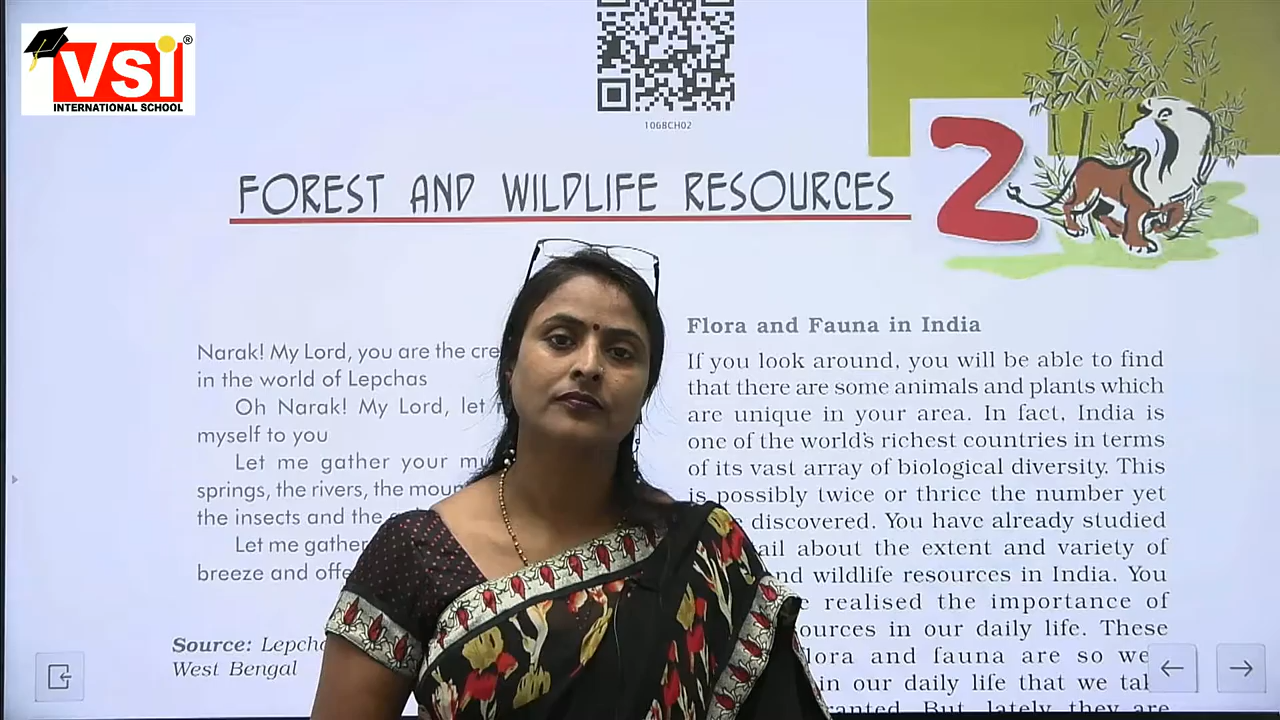 VSI®
INTERNATIONAL SCHOOL
1068CH02
FOREST AND WILDLIFE RESOURCES
2
Narak! My Lord, you are the cre
in the world of Lepchas
Oh Narak! My Lord, let
myself to you
Let me gather your
springs, the rivers, the
the insects and the
Let me gather
breeze and
Source:
West Bengal
Flora and Fauna in India
If you look around, you will be able to find
that there are some animals and plants which
are unique in your area. In fact, India is
one of the world's richest countries in terms
of its vast array of biological diversity. This
is possibly twice or thrice the number yet
discovered. You have already studied
ail about the extent and variety of
nd wildlife resources in India. You
realised the importance of
ources in our daily life. These
lora and fauna are so we
in our daily life that we tak
ranted. But, lately, they are